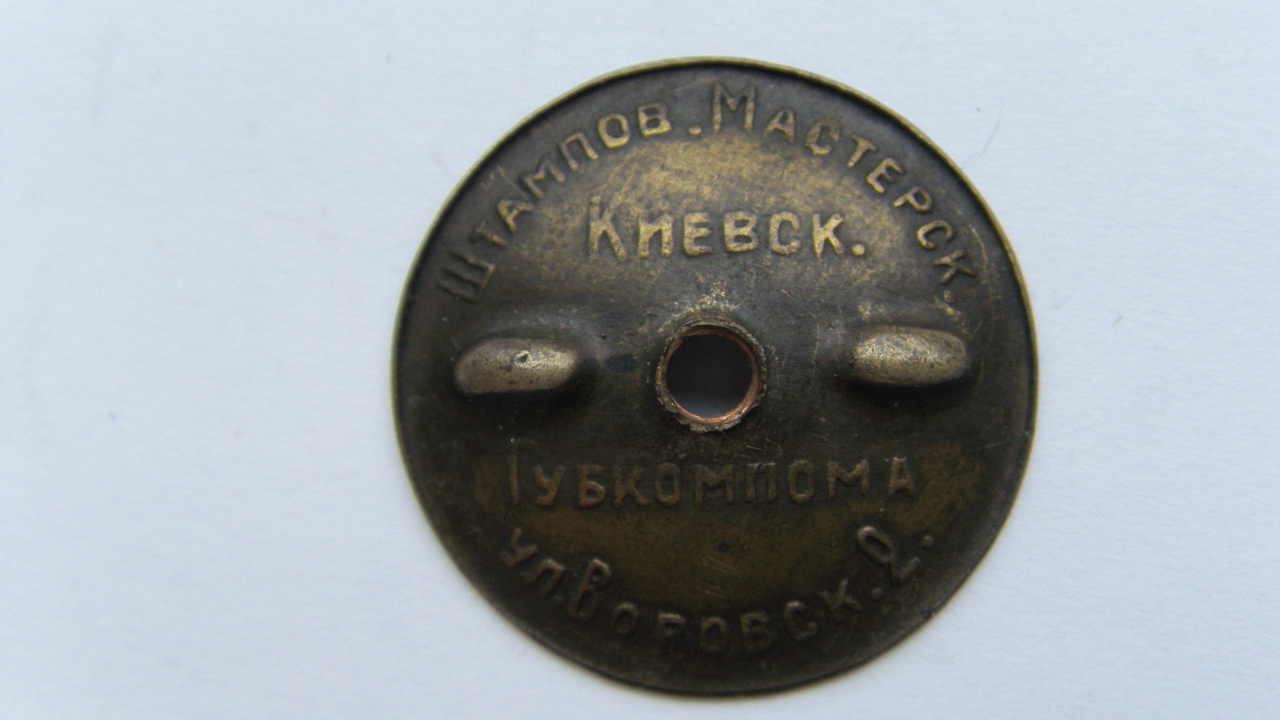 Штампов. Мастерск.
Киевск.
Губкомпома
ул. Воровск. 2.